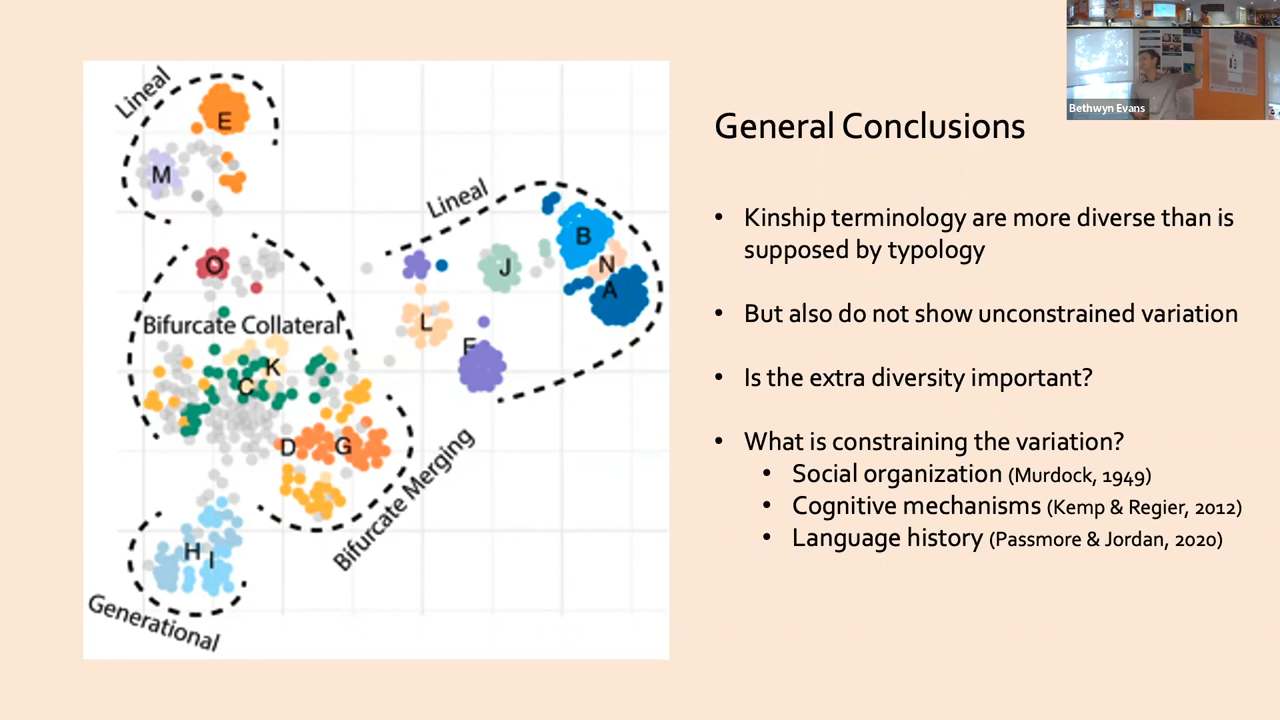 Lineal
E
M
Lineal
B
O
J
N
A
Bifurcate Collateral
L
F
K
C
D
G
Bifurcate Merging
H
I
Generational
Bethwyn Evans
General Conclusions
• Kinship terminology are more diverse than is
supposed by typology
• But also do not show unconstrained variation
• Is the extra diversity important?
• What is constraining the variation?
• Social organization (Murdock, 1949)
• Cognitive mechanisms (Kemp & Regier, 2012)
• Language history (Passmore & Jordan, 2020)